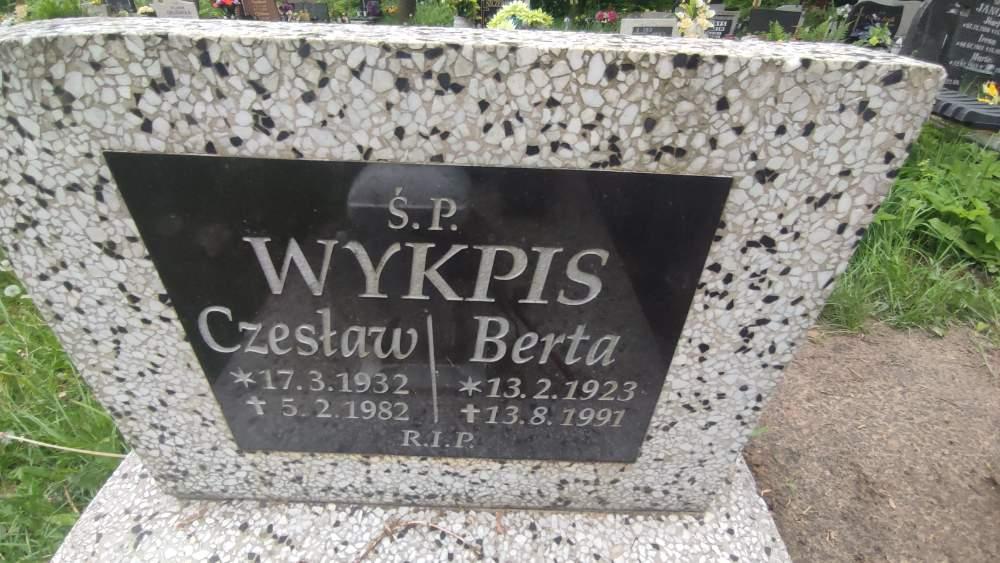 Ś.P.
WYKPIS
Czesław Berta
*17.3.1932 *13.2.1923
✝ 5.2.1982 ✝13.8.1991
R.I.P.